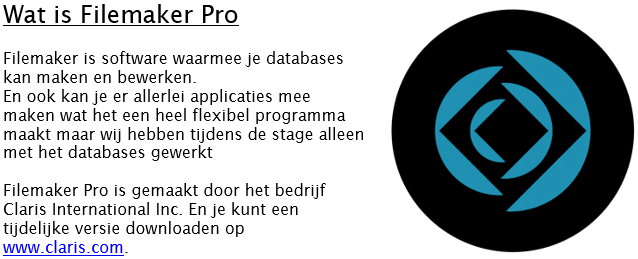 Wat is Filemaker Pro
Filemaker is software waarmee je databases
kan maken en bewerken.
En ook kan je er allerlei applicaties mee
maken wat het een heel flexibel programma
maakt maar wij hebben tijdens de stage alleen
met het databases gewerkt
Filemaker Pro is gemaakt door het bedrijf
Claris International Inc. En je kunt een
tijdelijke versie downloaden op
www.claris.com.